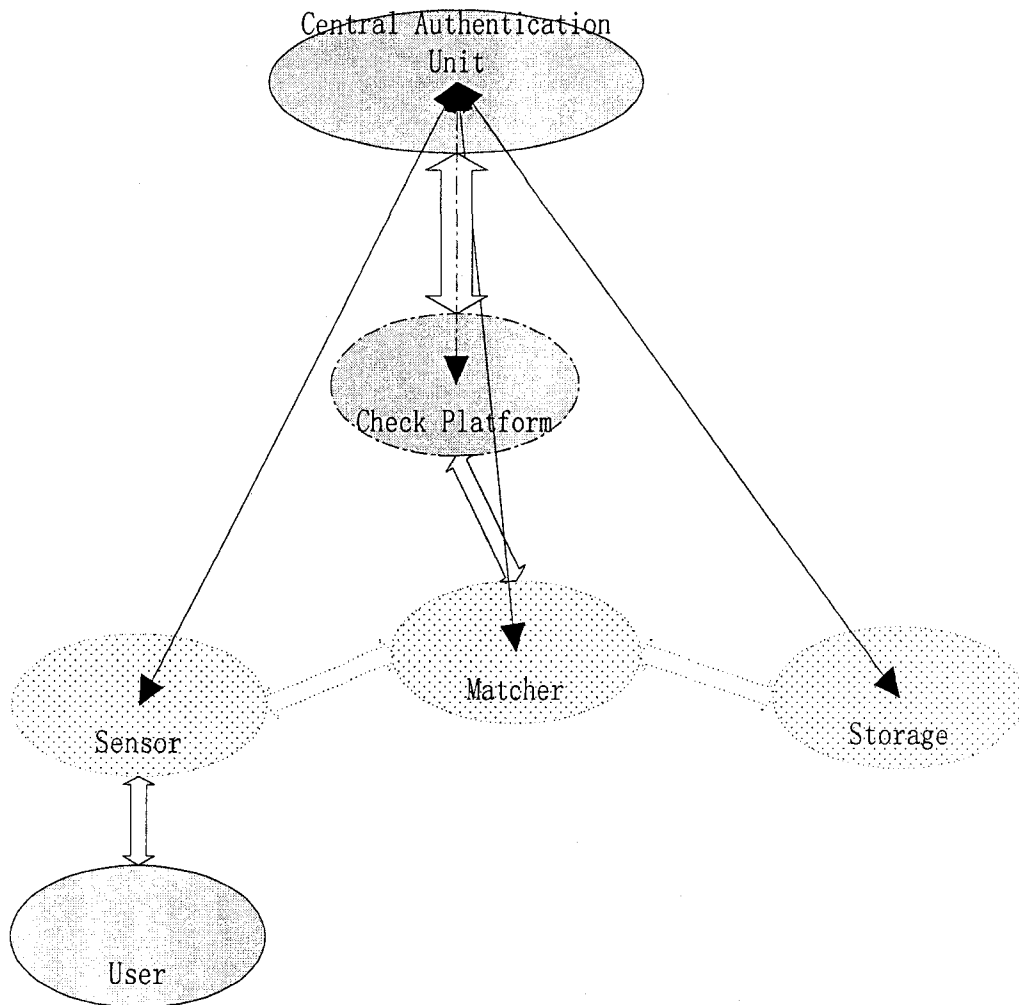 Central Authentication
Unit
Check Platform
Matcher
Sensor
Storage
User